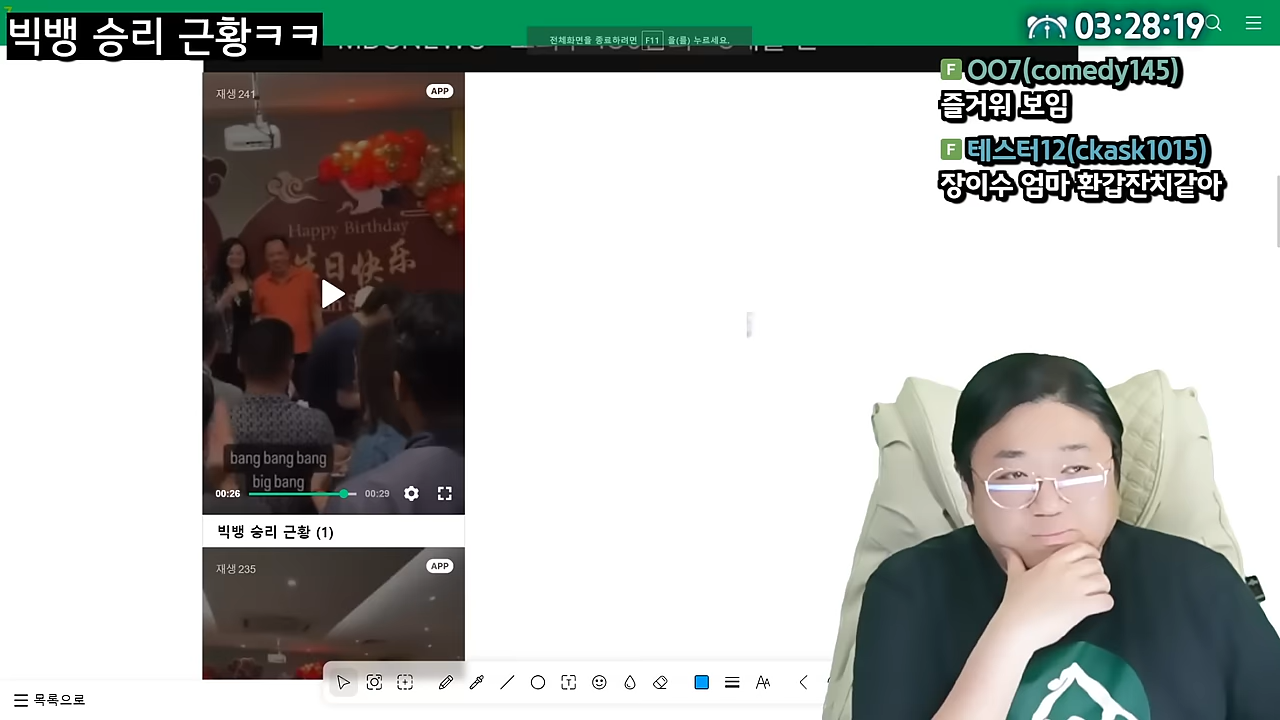 빅뱅 승리 근황ㅋㅋ
전체화면을 종료하려면 F11 을(를) 누르세요.
03:28:19
F OO7(comedy145)
즐거워 보임
F 테스터12(ckask1015)
장이수 엄마 환갑잔치같아
재생 241
APP
Happy Birthday
生日快乐
bang bang bang
big bang
00:26
00:29
빅뱅 승리 근황 (1)
재생 235
APP
목록으로